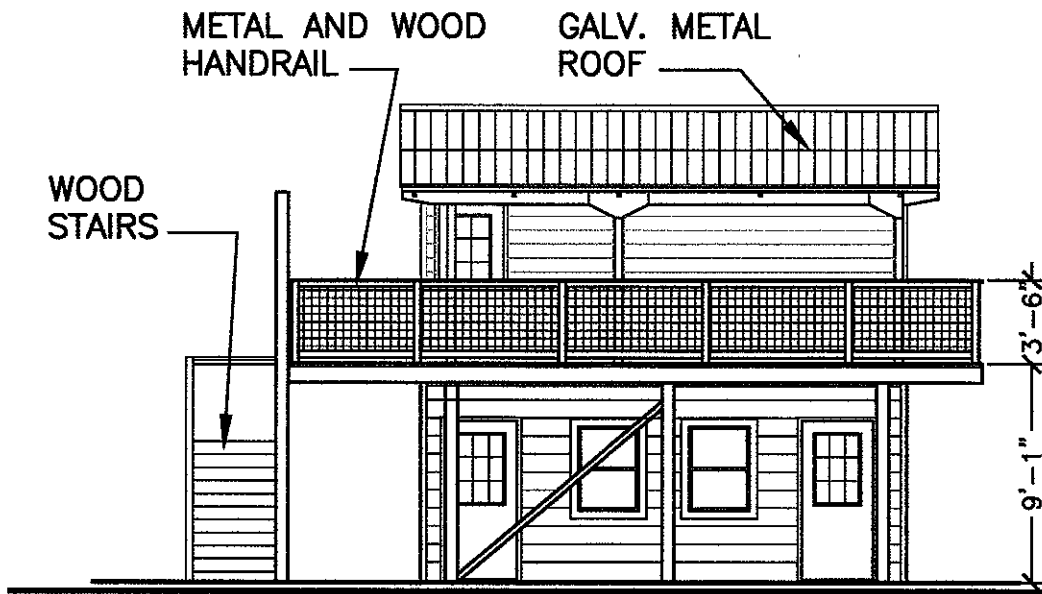 METAL AND WOOD
HANDRAIL
GALV. METAL
ROOF
WOOD
STAIRS
3'-6"
9'-1"